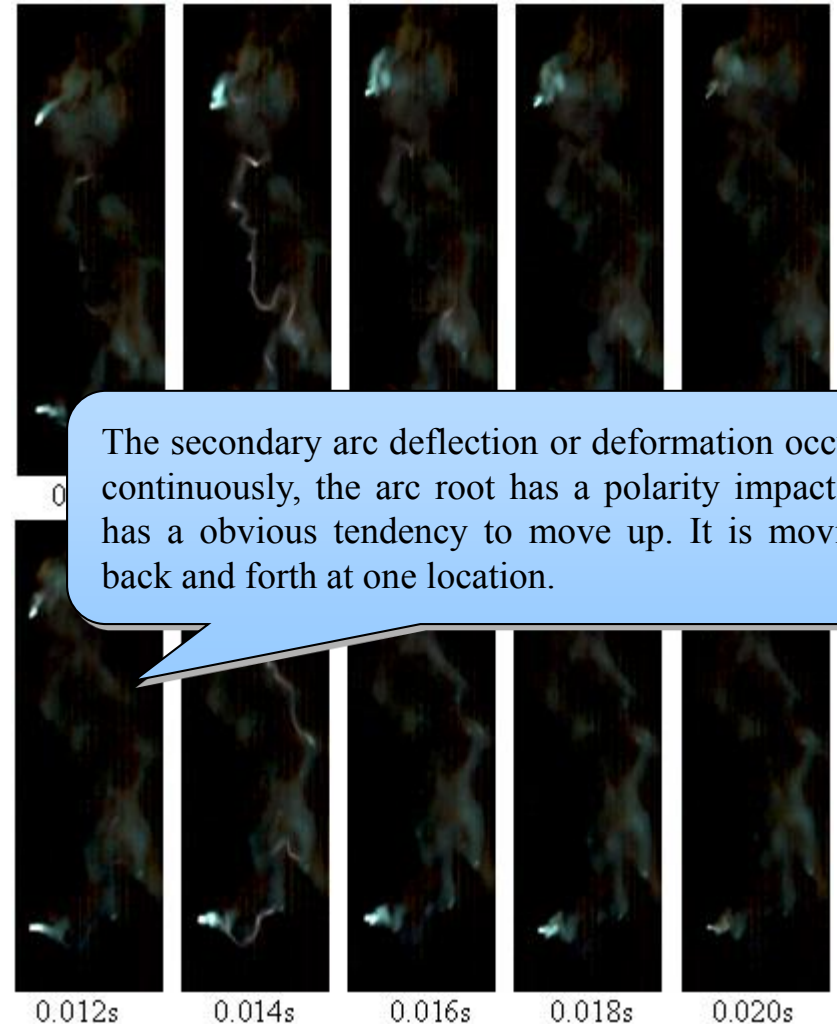 The secondary arc deflection or deformation occ
continuously, the arc root has a polarity impact
has a obvious tendency to move up. It is movi
back and forth at one location.
0.012s 0.014s 0.016s 0.018s 0.020s